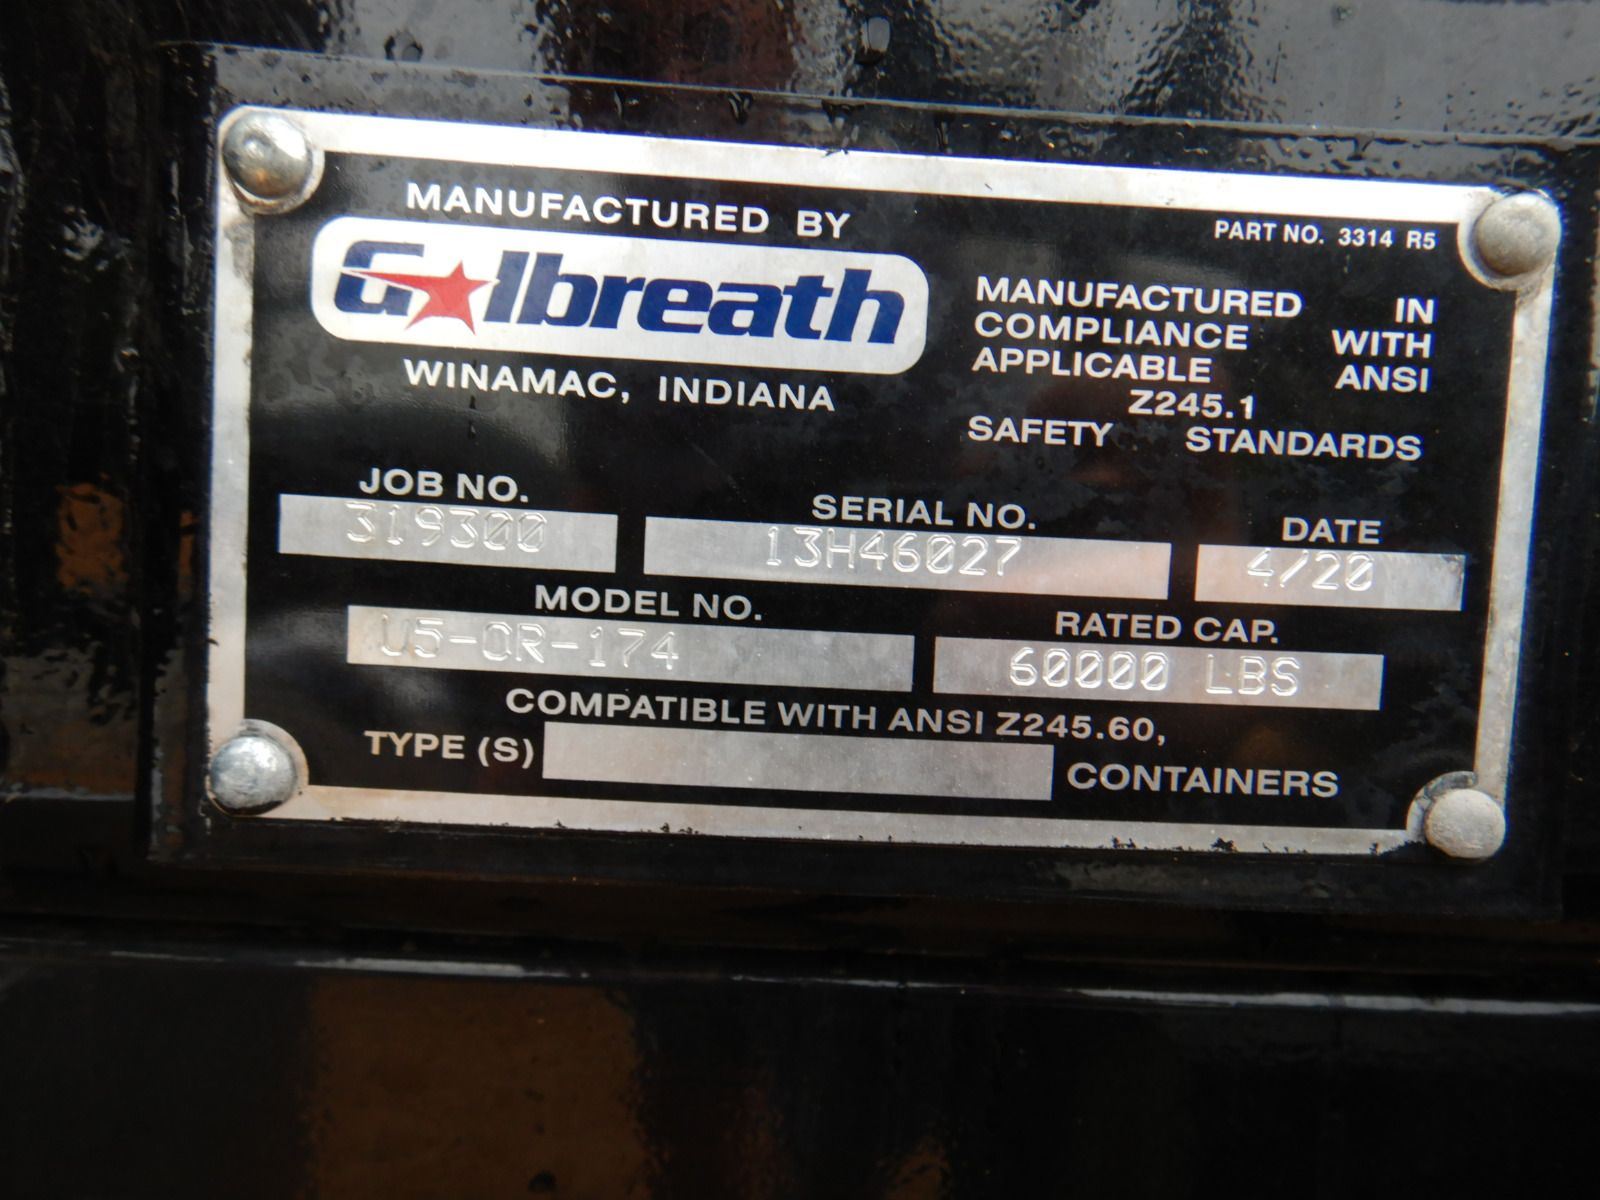 MANUFACTURED BY
Galbreath
WINAMAC, INDIANA
PART NO. 3314 R5
MANUFACTURED IN
COMPLIANCE WITH
APPLICABLE ANSI
Z245.1
SAFETY STANDARDS
JOB NO. SERIAL NO. DATE
319300 13H46027 4/20
MODEL NO. RATED CAP.
U5-OR-174 60000 LBS
COMPATIBLE WITH ANSI Z245.60,
TYPE (S) CONTAINERS